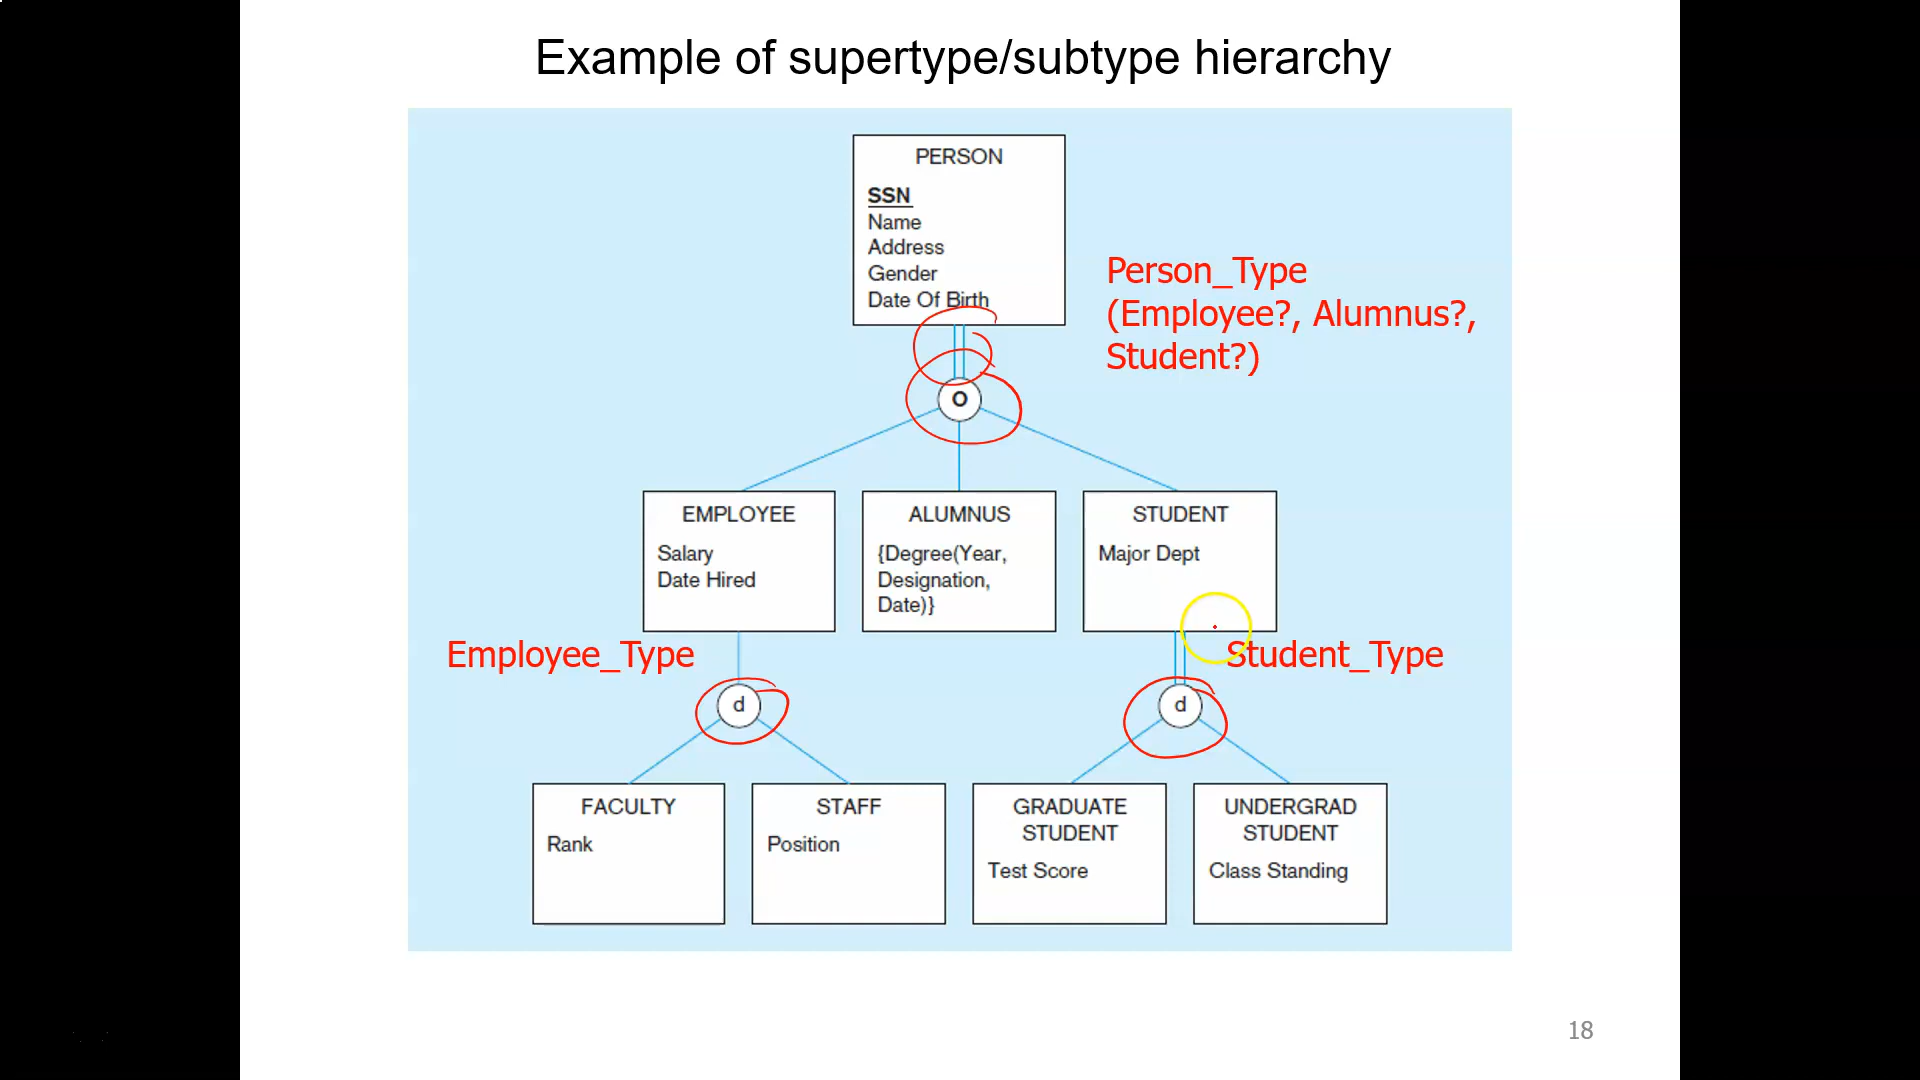 Example of supertype/subtype hierarchy
PERSON
SSN
Name
Address
Gender
Date Of Birth
Person_Type
(Employee?, Alumnus?,
Student?)
O
EMPLOYEE
Salary
Date Hired
ALUMNUS
{Degree(Year,
Designation,
Date)}
STUDENT
Major Dept
Employee_Type
Student_Type
d
d
FACULTY
Rank
STAFF
Position
GRADUATE
STUDENT
Test Score
UNDERGRAD
STUDENT
Class Standing
18